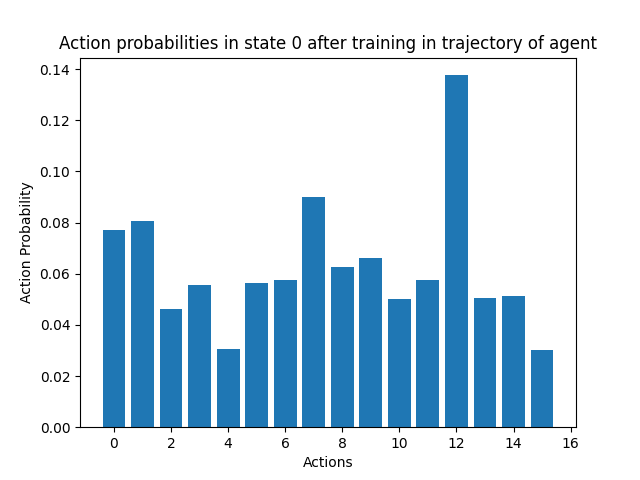 Action probabilities in state 0 after training in trajectory of agent
0.14
0.12
0.10
0.08
0.06
0.04
0.02
0.00
Action Probability
0 2 4 6 8 10 12 14 16
Actions